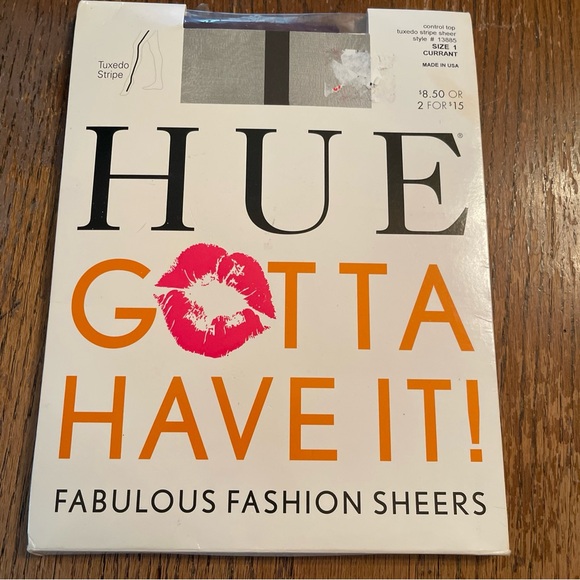 control top
tuxedo stripe sheer
style # 13885
SIZE 1
CURRANT
MADE IN USA
Tuxedo
Stripe
$8.50 OR
2 FOR $15
HUE®
GOTTA
HAVE IT!
FABULOUS FASHION SHEERS